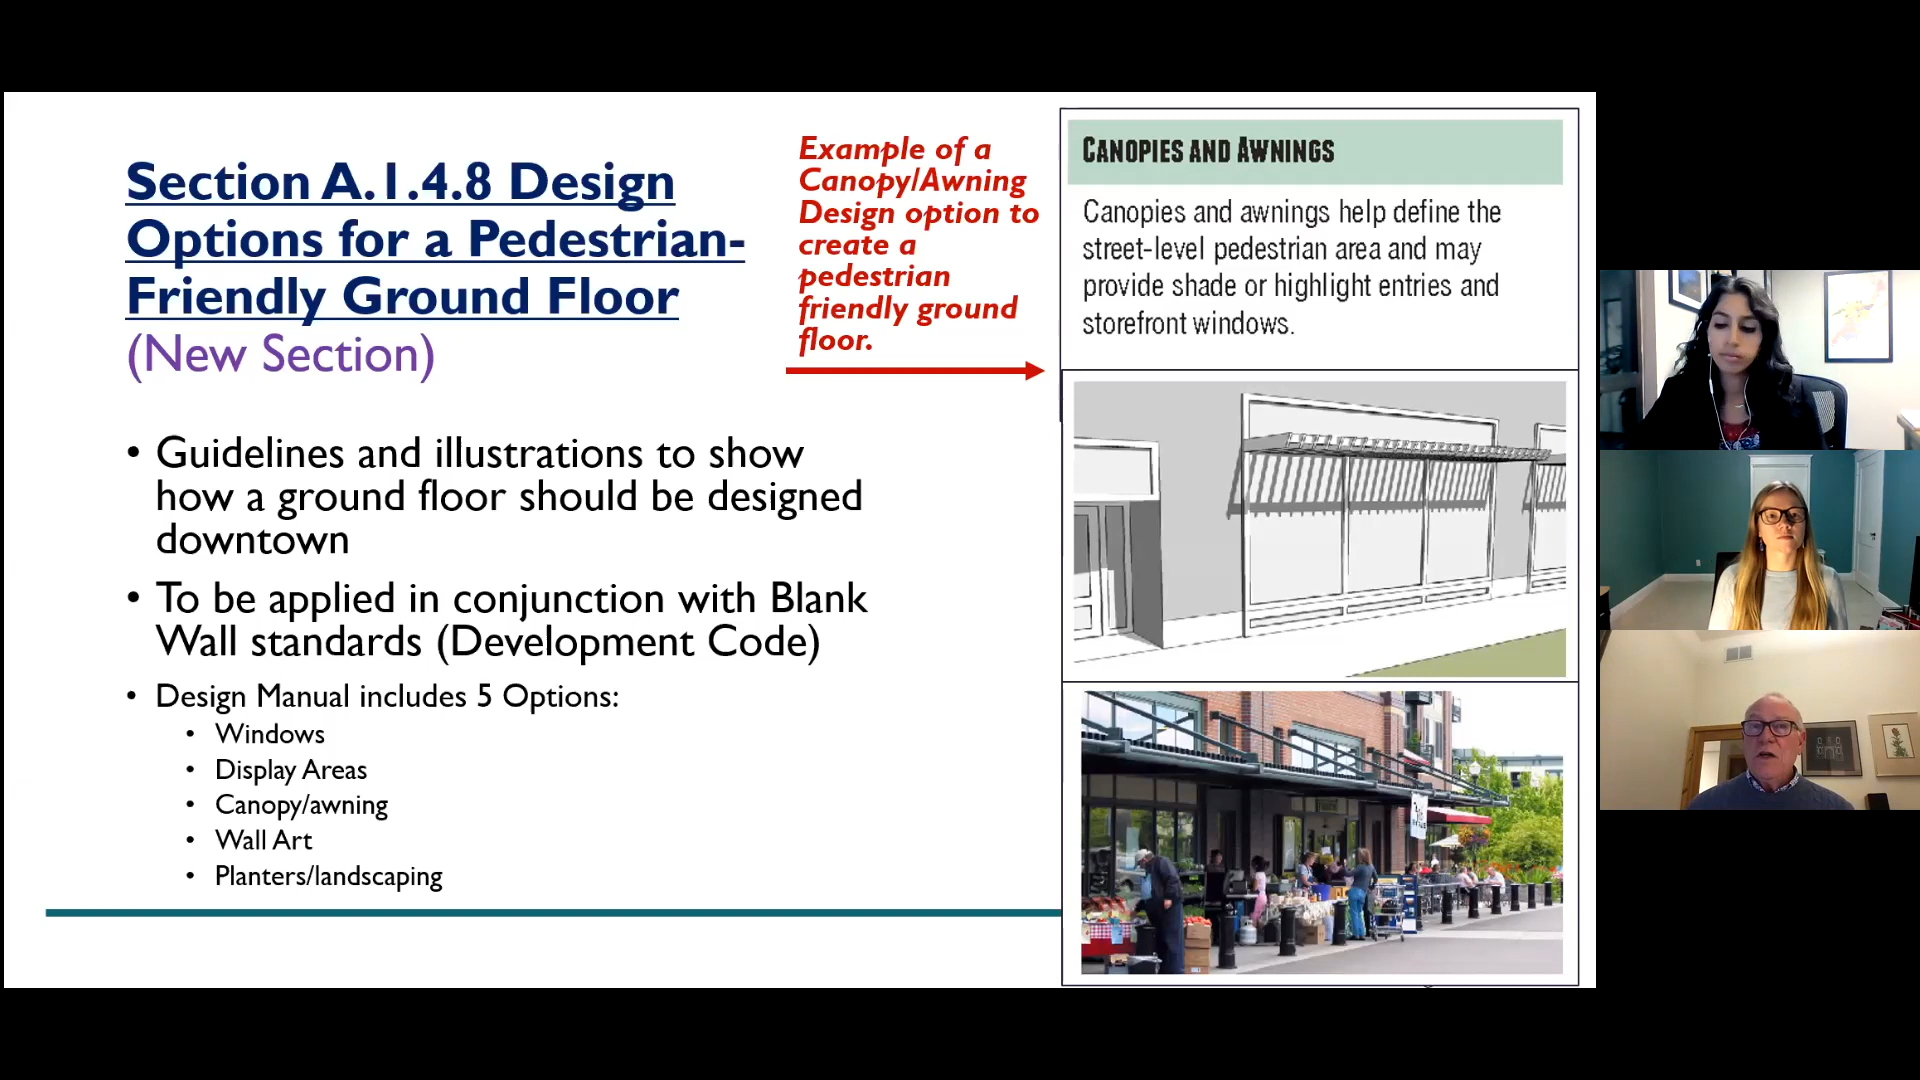 Section A.1.4.8 Design
Options for a Pedestrian-
Friendly Ground Floor
(New Section)
• Guidelines and illustrations to show
how a ground floor should be designed
downtown
• To be applied in conjunction with Blank
Wall standards (Development Code)
• Design Manual includes 5 Options:
• Windows
• Display Areas
• Canopy/awning
• Wall Art
• Planters/landscaping
Example of a
Canopy/Awning
Design option to
create a
pedestrian
friendly ground
floor.
CANOPIES AND AWNINGS
Canopies and awnings help define the
street-level pedestrian area and may
provide shade or highlight entries and
storefront windows.